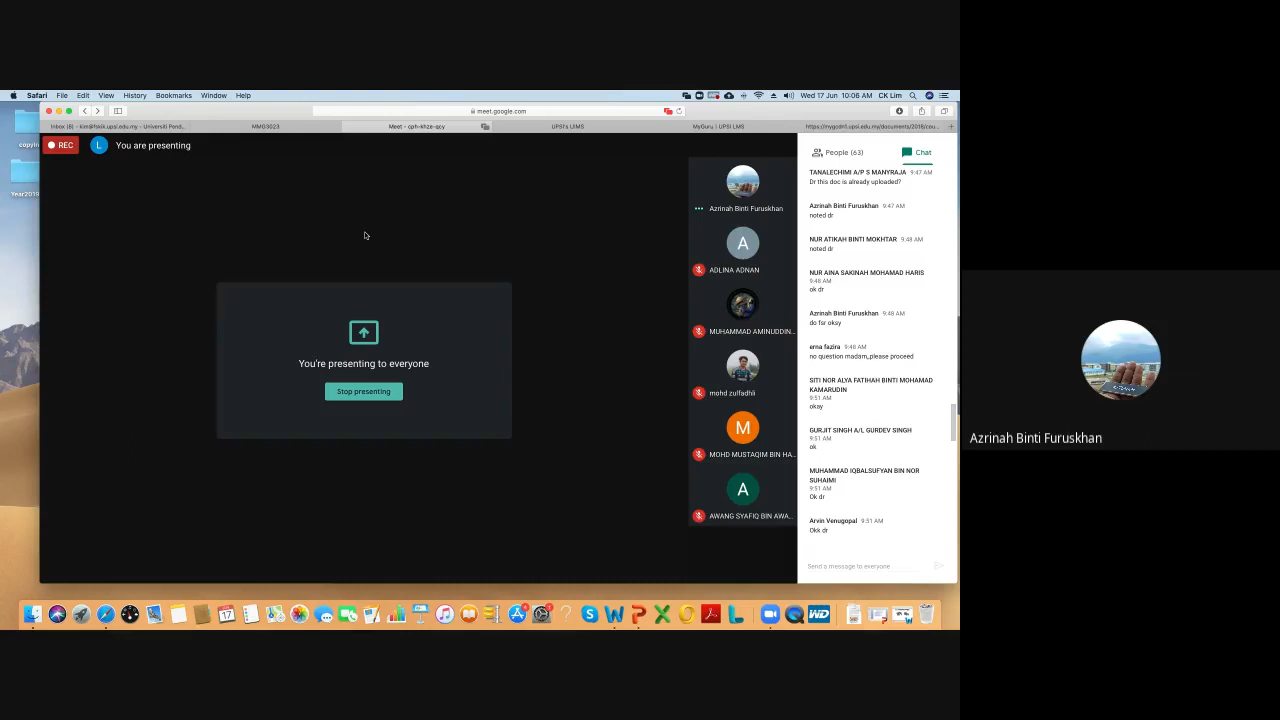 Safari File Edit View History Bookmarks Window Help
Wed 17 Jun 10:06 AM CK Lim
meet.google.com
MMG3023
Meet - cph-khze-qcy
UPSI's UIMS
MyGuru | UPSI LMS
REC
You are presenting
You're presenting to everyone
Stop presenting
Azrinah Binti Furuskhan
A
ADLINA ADNAN
MUHAMMAD AMINUDDIN...
mohd zulfadhli
M
MOHD MUSTAQIM BIN HA...
A
AWANG SYAFIQ BIN AWA...
People (63)
Chat
TANALECHIMI A/P S MANYRAJA 9:47 AM
Dr this doc is already uploaded?
Azrinah Binti Furuskhan 9:47 AM
noted dr
NUR ATIKAH BINTI MOKHTAR 9:48 AM
noted dr
NUR AINA SAKINAH MOHAMAD HARIS
9:48 AM
ok dr
Azrinah Binti Furuskhan 9:48 AM
do fsr oksy
erna fazira 9:48 AM
no question madam,,please proceed
SITI NOR ALYA FATIHAH BINTI MOHAMAD
KAMARUDIN
9:51 AM
okay
GURJIT SINGH A/L GURDEV SINGH
9:51 AM
ok
MUHAMMAD IQBALSUFYAN BIN NOR
SUHAIMI
9:51 AM
Ok dr
Arvin Venugopal 9:51 AM
Okk dr
Send a message to everyone
Azrinah Binti Furuskhan